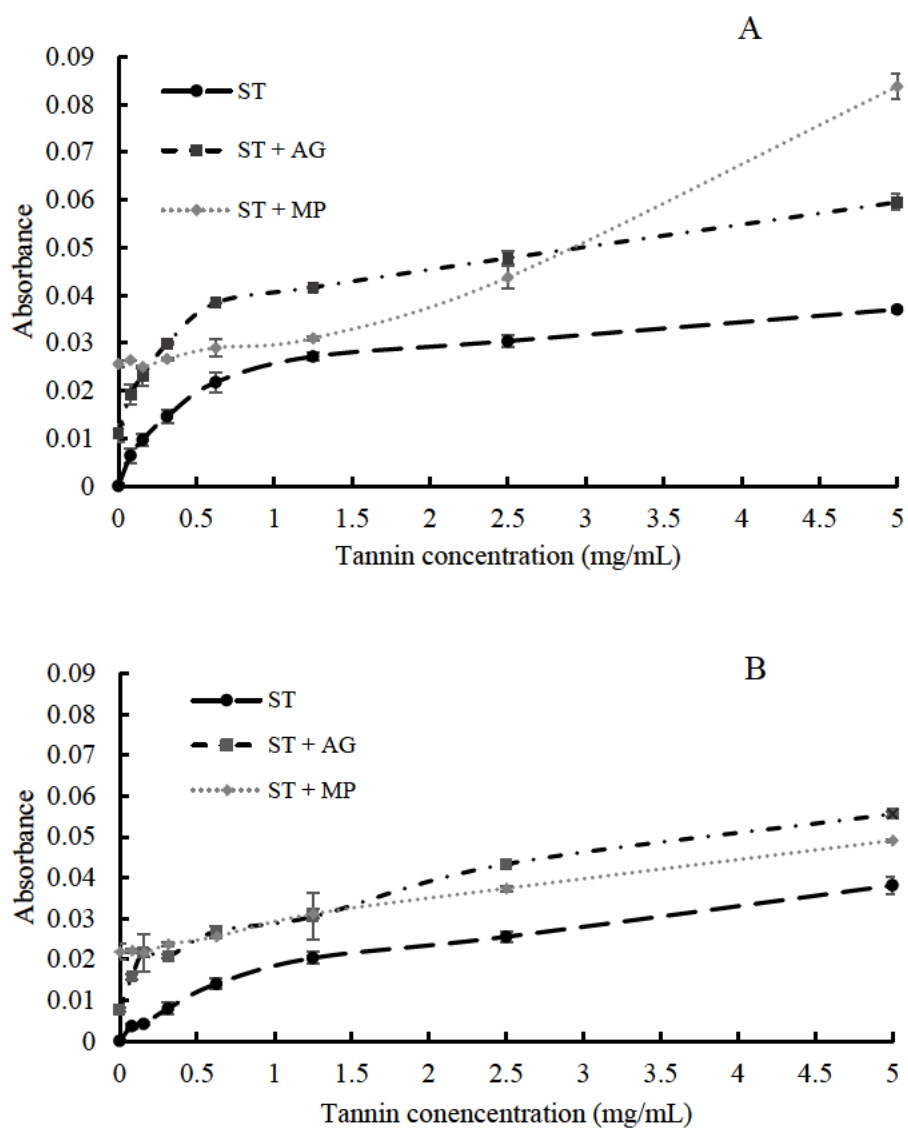 A
0.09
0.08
0.07
0.06
0.05
0.04
0.03
0.02
0.01
0
Absorbance
ST
ST + AG
ST + MP
0 0.5 1 1.5 2 2.5 3 3.5 4 4.5 5
Tannin concentration (mg/mL)
B
0.09
0.08
0.07
0.06
0.05
0.04
0.03
0.02
0.01
0
Absorbance
ST
ST + AG
ST + MP
0 0.5 1 1.5 2 2.5 3 3.5 4 4.5 5
Tannin conencentration (mg/mL)